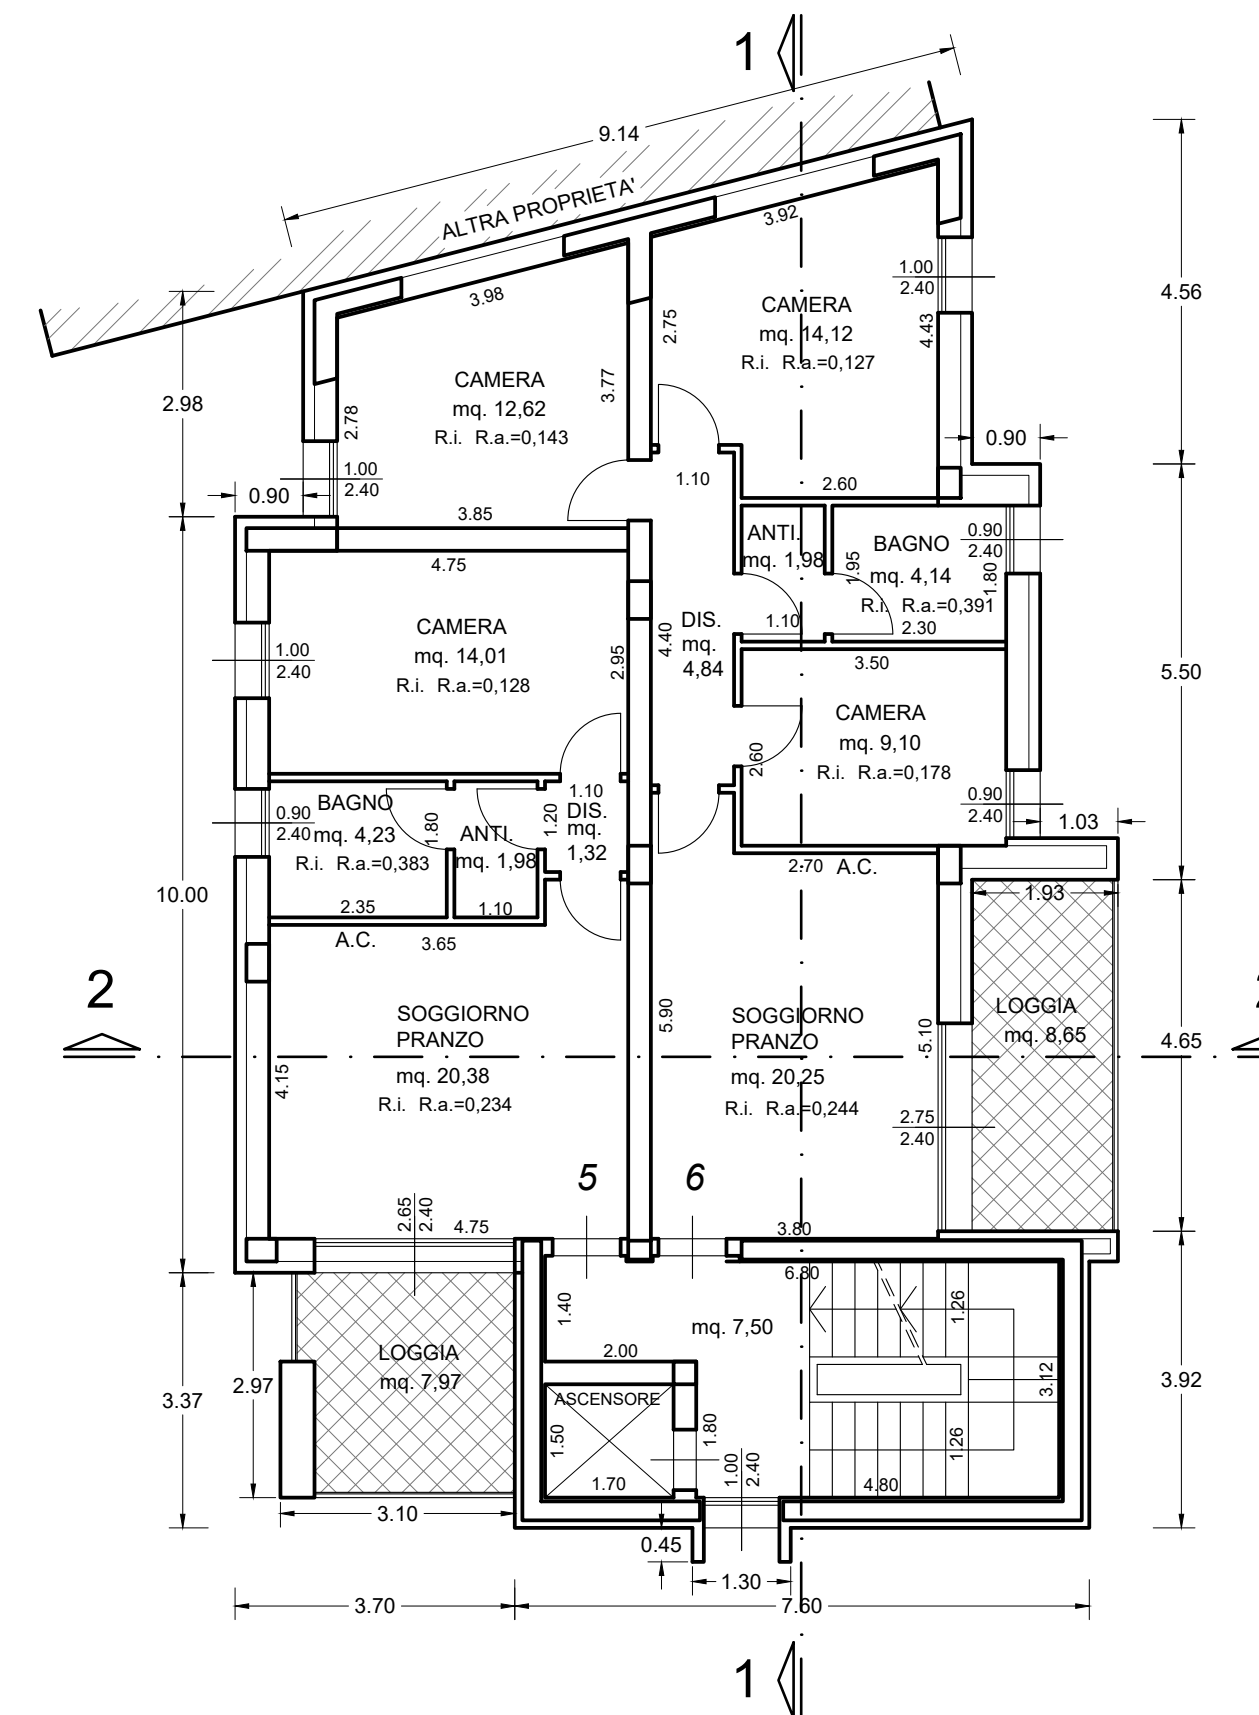 1
9.14
ALTRA PROPRIETA'
3.92
3.98
1.00
2.40
4.56
CAMERA
mq. 14,12
R.i. R.a.=0,127
2.75
4.43
CAMERA
mq. 12,62
R.i. R.a.=0,143
3.77
2.78
2.98
0.90
1.00
2.40
0.90
3.85
1.10
2.60
4.75
ANTI.
mq. 1,98
BAGNO
mq. 4,14
R.i. R.a.=0,391
0.90
2.40
1.95
1.80
1.10
2.30
CAMERA
mq. 14,01
R.i. R.a.=0,128
1.00
2.40
2.95
4.40
DIS.
mq.
4,84
3.50
5.50
CAMERA
mq. 9,10
R.i. R.a.=0,178
2.60
0.90
2.40
1.03
BAGNO
mq. 4,23
R.i. R.a.=0,383
0.90
2.40
1.80
ANTI.
mq. 1,98
1.20
1.10
DIS.
mq.
1,32
2.70
A.C.
10.00
2.35
1.10
A.C.
3.65
1.93
2
SOGGIORNO
PRANZO
mq. 20,38
R.i. R.a.=0,234
4.15
5.90
SOGGIORNO
PRANZO
mq. 20,25
R.i. R.a.=0,244
5.10
LOGGIA
mq. 8,65
4.65
2.75
2.40
5
6
2.65
2.40
4.75
3.80
6.80
1.40
mq. 7,50
1.26
2.00
LOGGIA
mq. 7,97
2.97
3.37
3.12
3.92
ASCENSORE
1.50
1.80
1.70
1.00
2.40
1.26
4.80
3.10
0.45
1.30
3.70
7.60
1